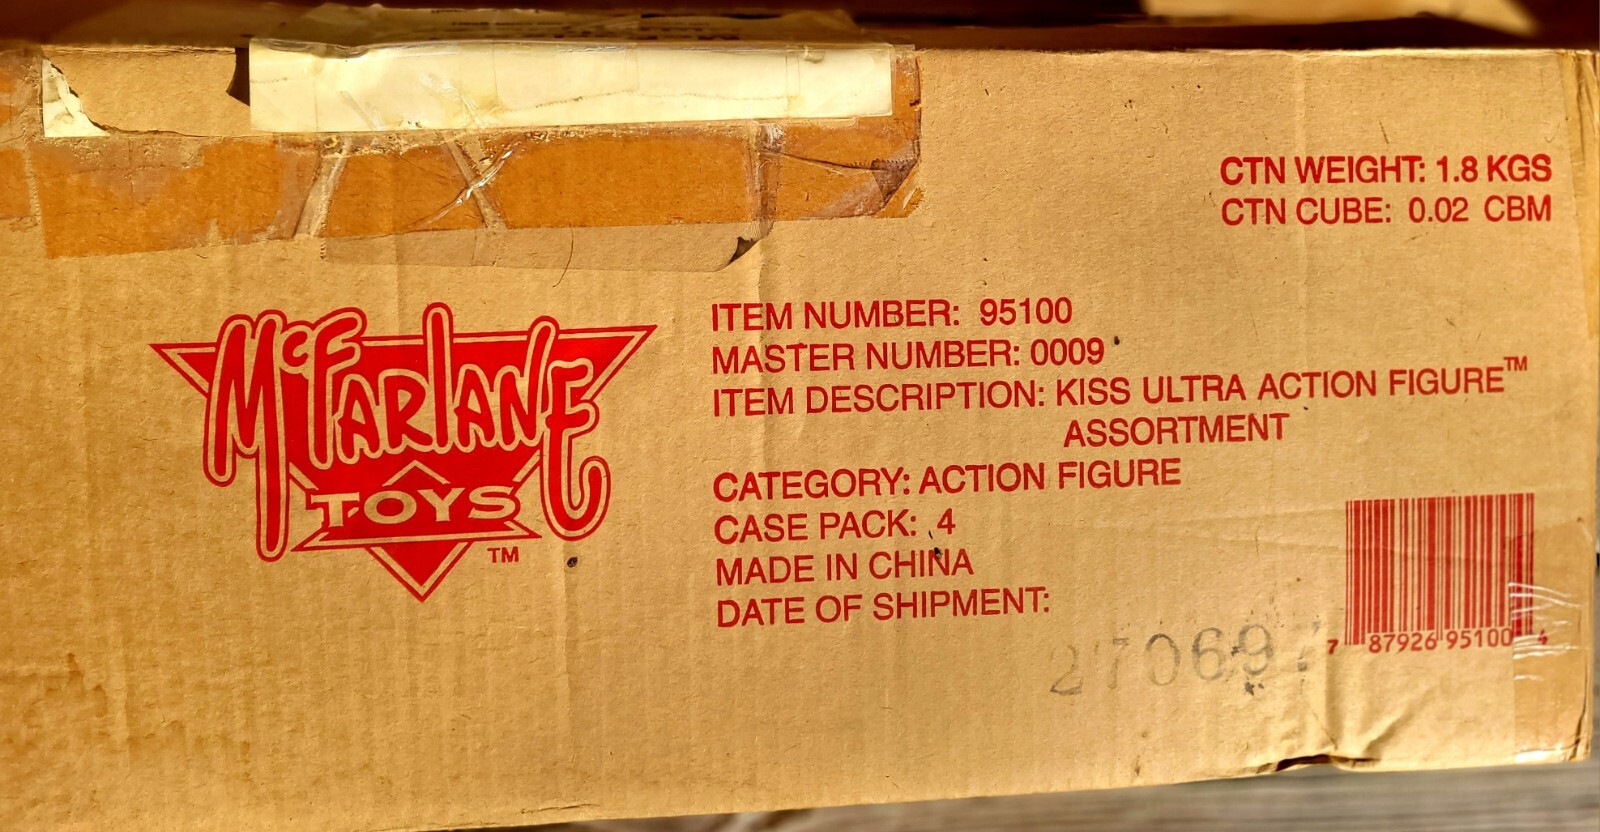 CTN WEIGHT: 1.8 KGS
CTN CUBE: 0.02 CBM
McFARLANE
TOYS
TM
ITEM NUMBER: 95100
MASTER NUMBER: 0009
ITEM DESCRIPTION: KISS ULTRA ACTION FIGURE™
ASSORTMENT
CATEGORY: ACTION FIGURE
CASE PACK: 4
MADE IN CHINA
DATE OF SHIPMENT:
270697
7 87926 95100 4